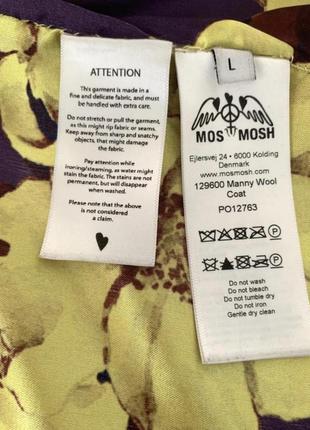 ATTENTION
This garment is made in a
fine and delicate fabric, and must
be handled with extra care.
Do not stretch or pull the garment,
as this might rip fabric or seams.
Keep away from sharp and snatchy
objects, that might damage
the fabric.
Pay attention while
ironing/steaming, as water might
stain the fabric. The stains are not
permanent, but will disappear
when washed.
Please note that the above
is not considered
a claim.
L
MOS MOSH
Ejlersvej 24 • 6000 Kolding
Denmark
www.mosmosh.com
129600 Manny Wool
Coat
PO12763
P
P
Do not wash
Do not bleach
Do not tumble dry
Do not iron
Gentle dry clean